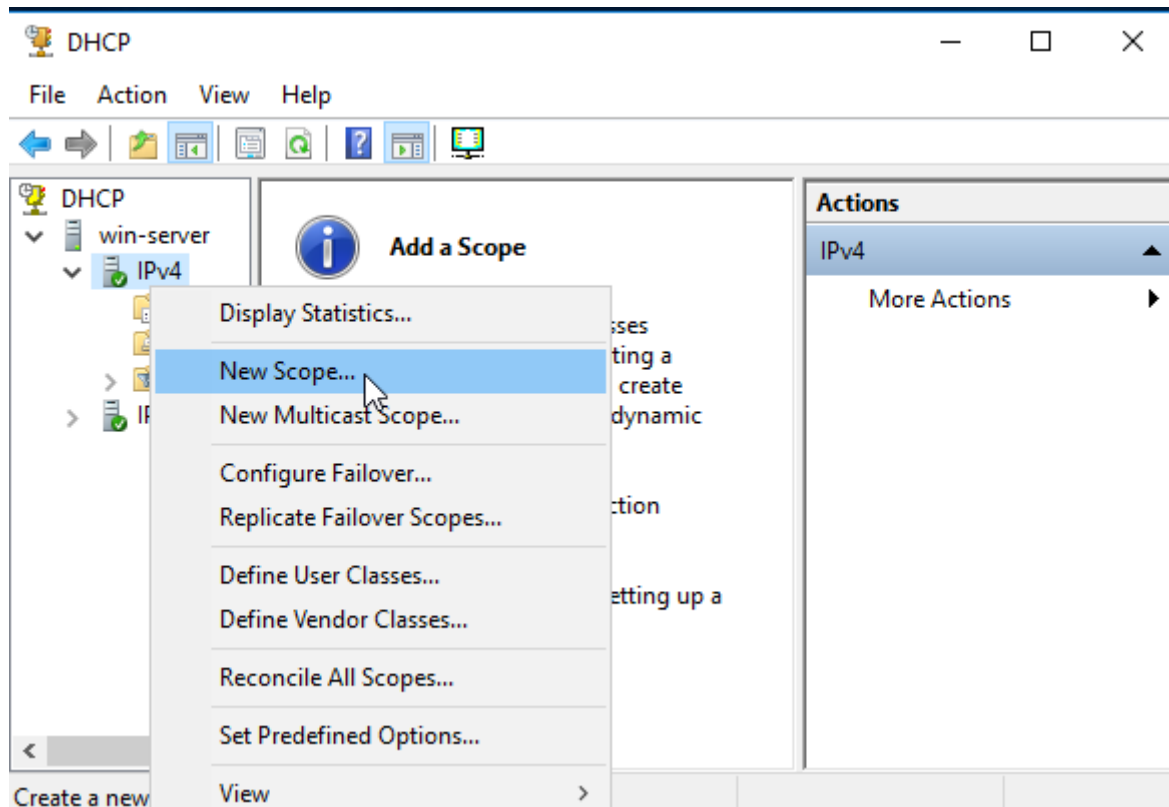 DHCP
File Action View Help
DHCP
win-server
IPv4
Add a Scope
Actions
IPv4
More Actions
Display Statistics...
New Scope...
New Multicast Scope...
Configure Failover...
Replicate Failover Scopes...
Define User Classes...
Define Vendor Classes...
Reconcile All Scopes...
Set Predefined Options...
View
ting a
create
dynamic
etting up a
Create a new